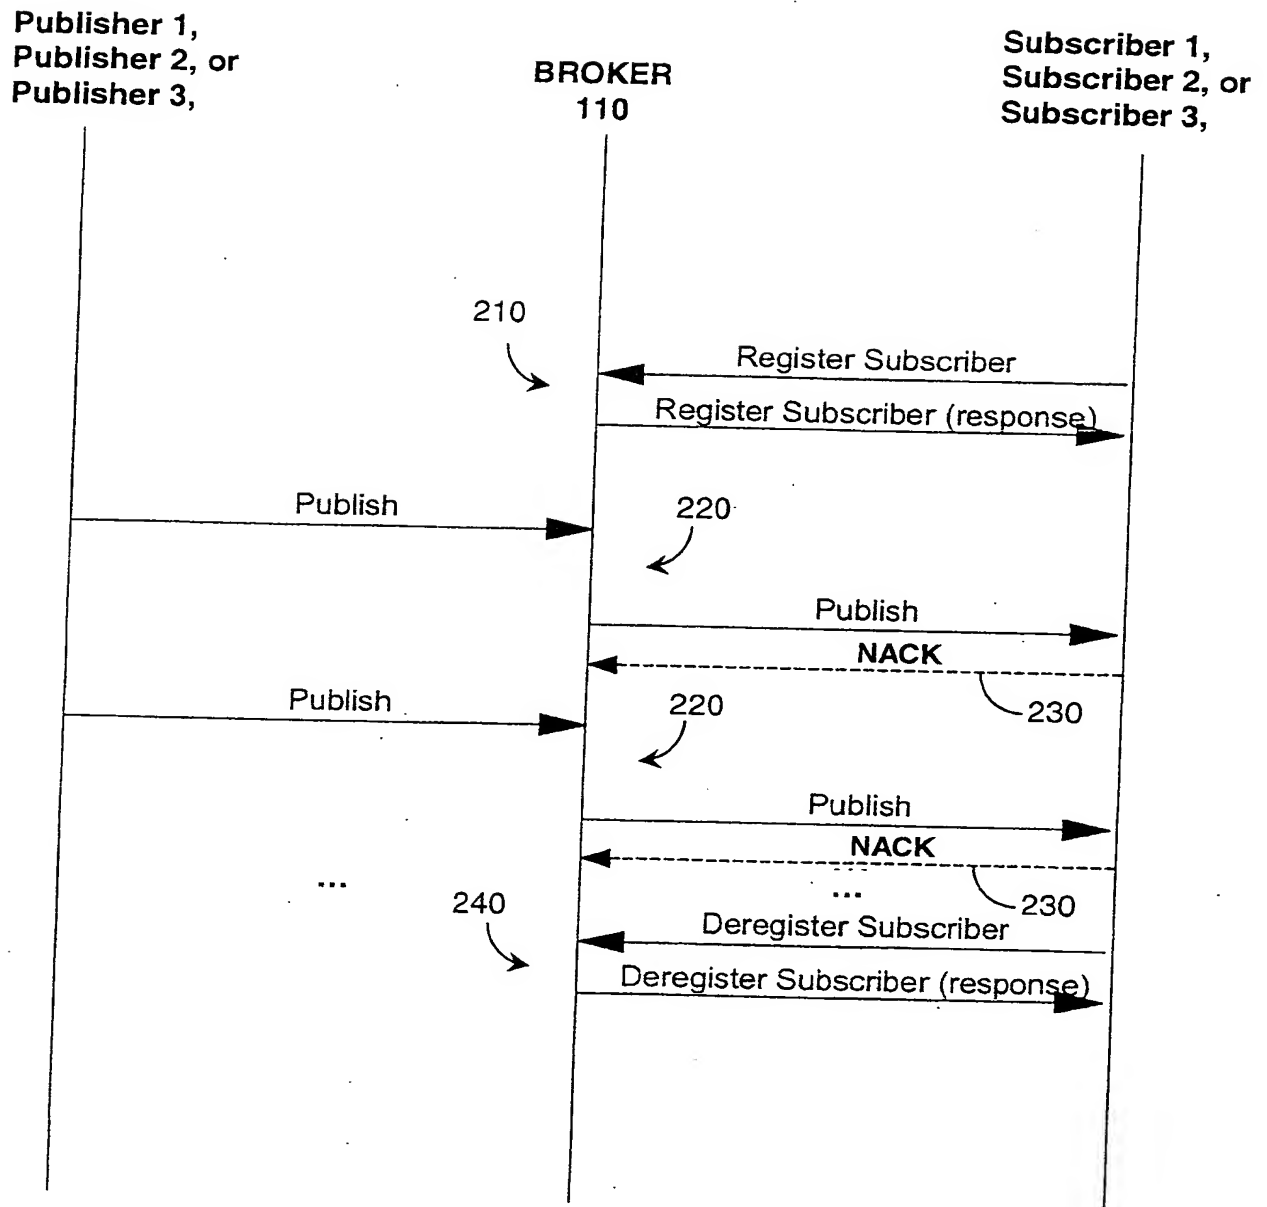 Publisher 1,
Publisher 2, or
Publisher 3,
BROKER
110
Subscriber 1,
Subscriber 2, or
Subscriber 3,
210
Register Subscriber
Register Subscriber (response)
Publish
220
Publish
NACK
230
Publish
220
Publish
NACK
230
...
...
240
Deregister Subscriber
Deregister Subscriber (response)